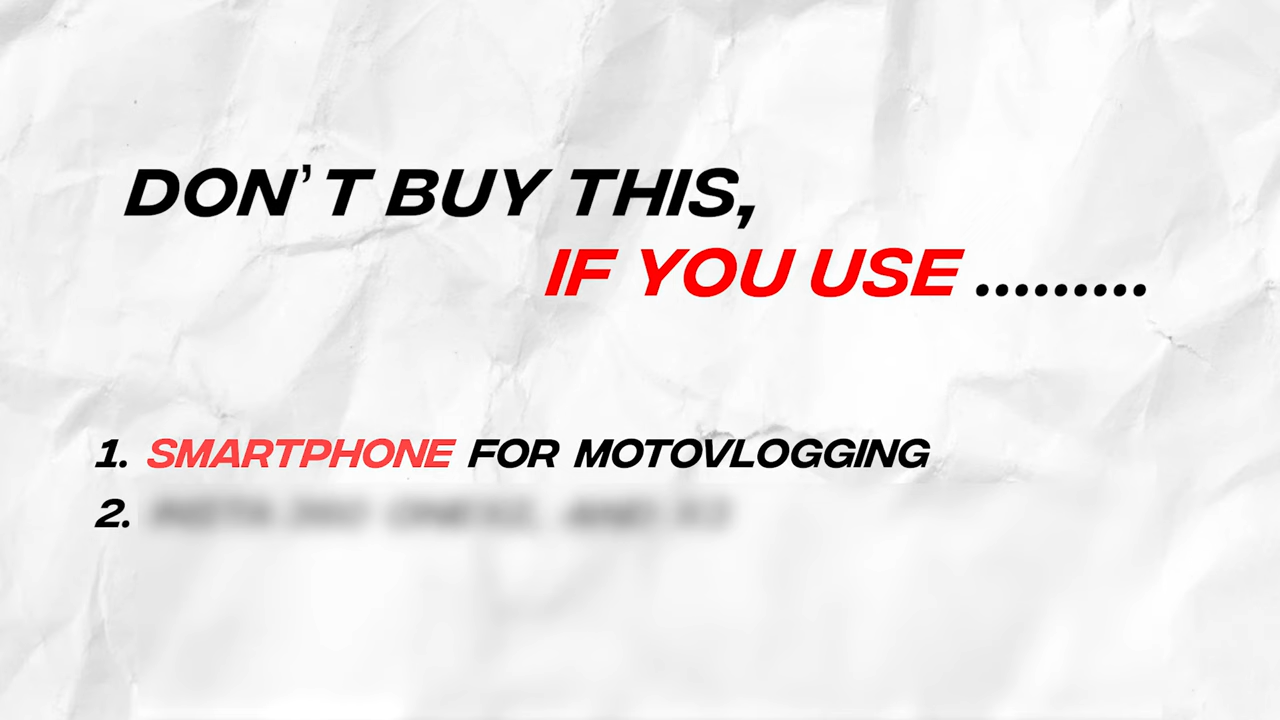 DON'T BUY THIS,
IF YOU USE .........
1. SMARTPHONE FOR MOTOVLOGGING
2.